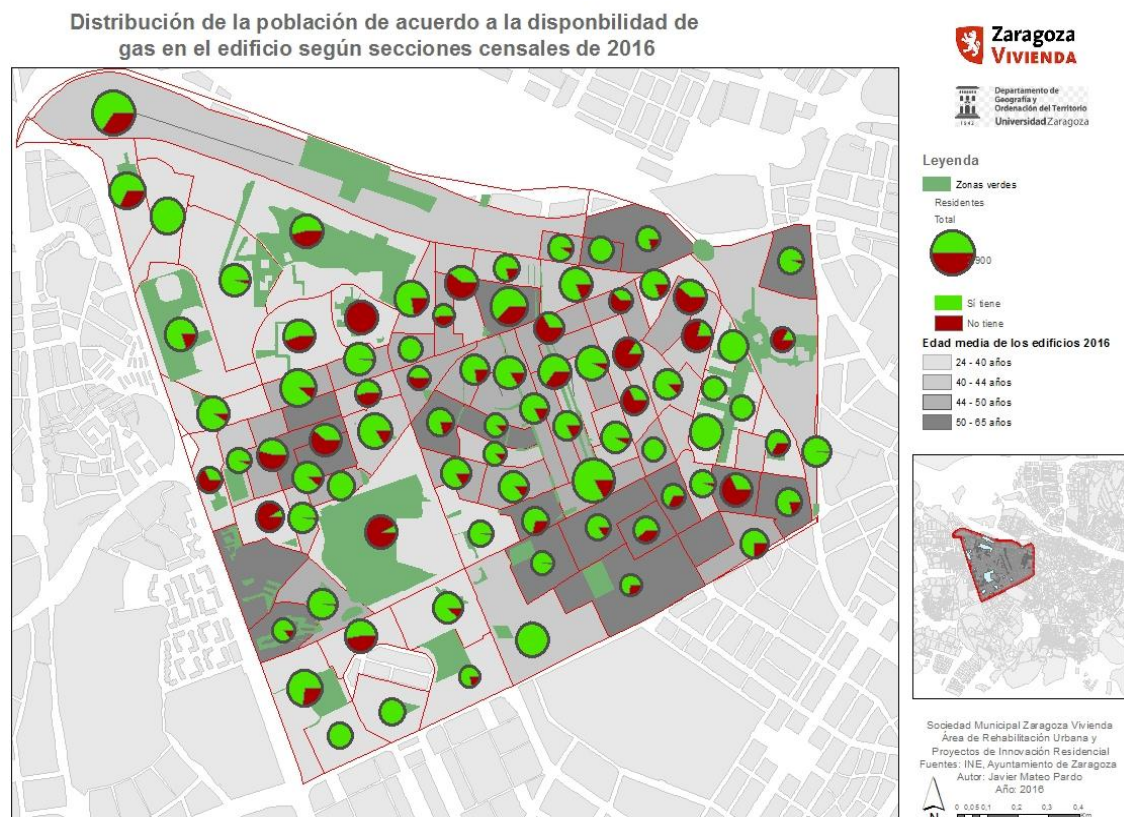 Distribución de la población de acuerdo a la disponbilidad de
gas en el edificio según secciones censales de 2016
Zaragoza
VIVIENDA
Departamento de
Geografía y
Ordenación del Territorio
Universidad Zaragoza
1542
Leyenda
Zonas verdes
Residentes
Total
900
Sí tiene
No tiene
Edad media de los edificios 2016
24 - 40 años
40 - 44 años
44 - 50 años
50 - 65 años
Sociedad Municipal Zaragoza Vivienda
Área de Rehabilitación Urbana y
Proyectos de Innovación Residencial
Fuentes: INE, Ayuntamiento de Zaragoza
Autor: Javier Mateo Pardo
Año: 2016
N
0 0,05 0,1 0,2 0,3 0,4
Km